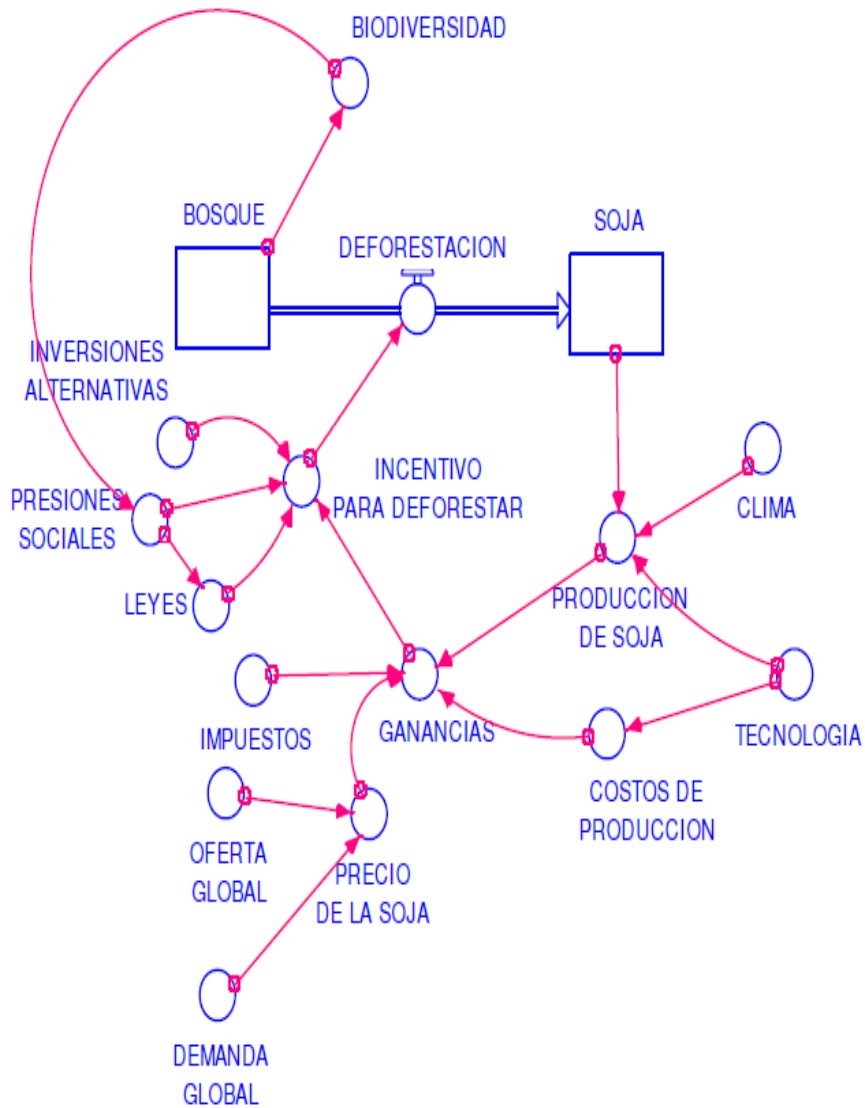 BIODIVERSIDAD
BOSQUE
SOJA
DEFORESTACION
INVERSIONES
ALTERNATIVAS
INCENTIVO
PARA DEFORESTAR
PRESIONES
SOCIALES
CLIMA
LEYES
PRODUCCION
DE SOJA
IMPUESTOS
GANANCIAS
TECNOLOGIA
COSTOS DE
PRODUCCION
OFERTA
GLOBAL
PRECIO
DE LA SOJA
DEMANDA
GLOBAL